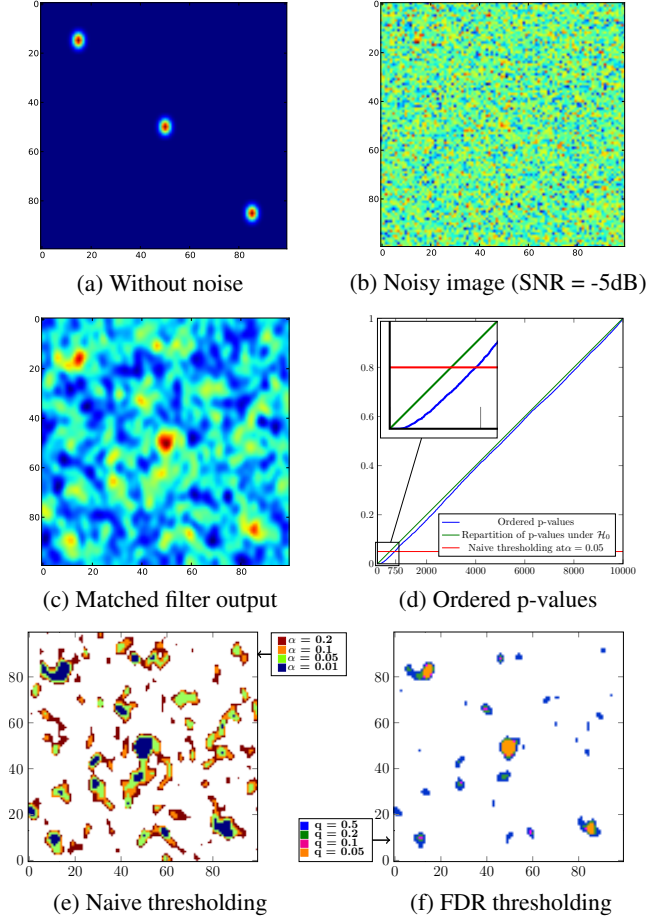 0
20
40
60
80
0 20 40 60 80
(a) Without noise
0
20
40
60
80
0 20 40 60 80
(b) Noisy image (SNR = -5dB)
0
20
40
60
80
0 20 40 60 80
(c) Matched filter output
1
0.8
0.6
0.4
0.2
0
0 750 2000 4000 6000 8000 10000
Ordered p-values
Repartition of p-values under ℋ₀
Naive thresholding atα = 0.05
(d) Ordered p-values
80
60
40
20
0
0 20 40 60 80
α = 0.2
α = 0.1
α = 0.05
α = 0.01
(e) Naive thresholding
80
60
40
20
0
0 20 40 60 80
q = 0.5
q = 0.2
q = 0.1
q = 0.05
(f) FDR thresholding